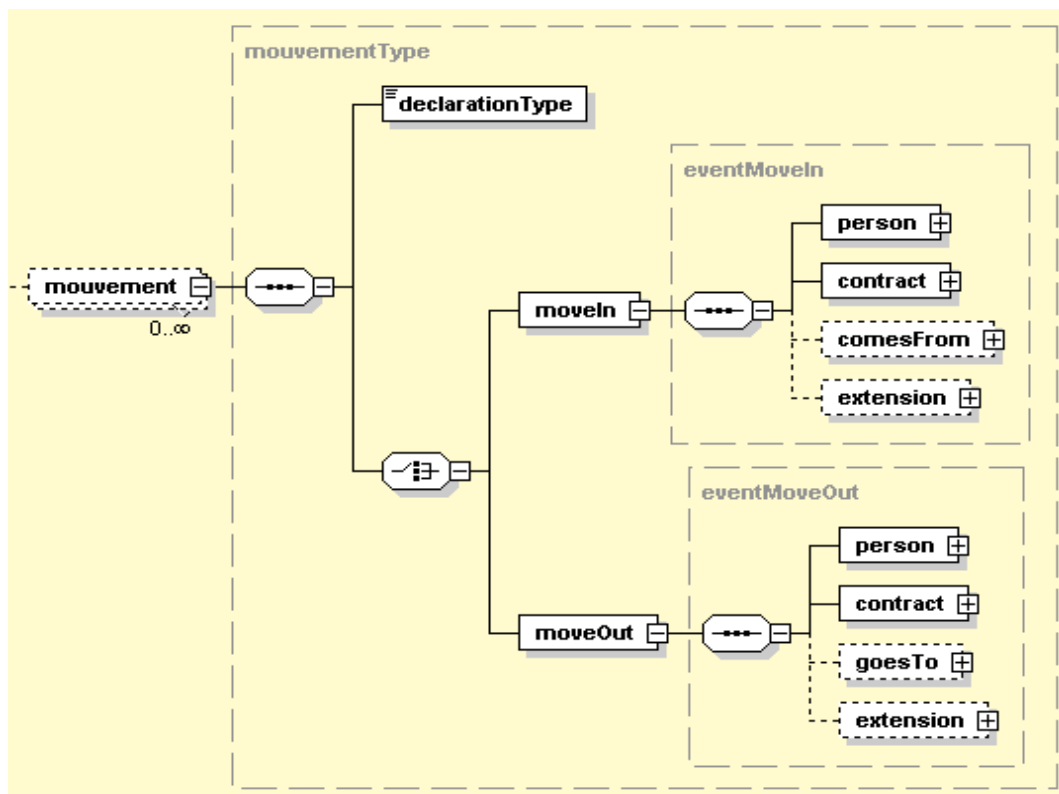 mouvementType
declarationType
eventMoveIn
person
contract
comesFrom
extension
moveIn
mouvement
0..∞
eventMoveOut
person
contract
goesTo
extension
moveOut